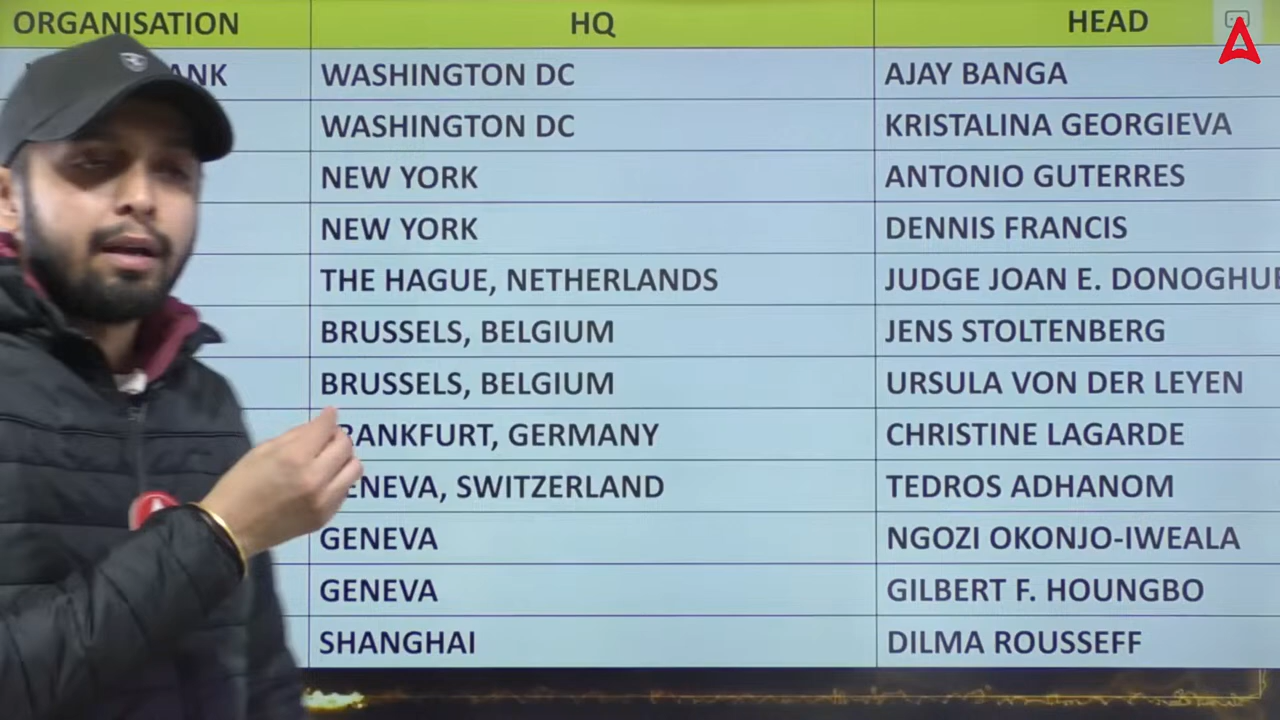 ORGANISATION HQ HEAD
ANK WASHINGTON DC AJAY BANGA
WASHINGTON DC KRISTALINA GEORGIEVA
NEW YORK ANTONIO GUTERRES
NEW YORK DENNIS FRANCIS
THE HAGUE, NETHERLANDS JUDGE JOAN E. DONOGHUE
BRUSSELS, BELGIUM JENS STOLTENBERG
BRUSSELS, BELGIUM URSULA VON DER LEYEN
RANKFURT, GERMANY CHRISTINE LAGARDE
ENEVA, SWITZERLAND TEDROS ADHANOM
GENEVA NGOZI OKONJO-IWEALA
GENEVA GILBERT F. HOUNGBO
SHANGHAI DILMA ROUSSEFF